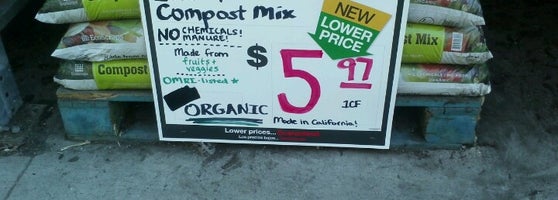 Compost Mix
NO CHEMICALS!
MANURE!
Made from
fruits +
veggies
OMRI-listed *
ORGANIC
$5.97
1CF
Made in California!
NEW
LOWER
PRICE
Lower prices...
Compost
t Mix